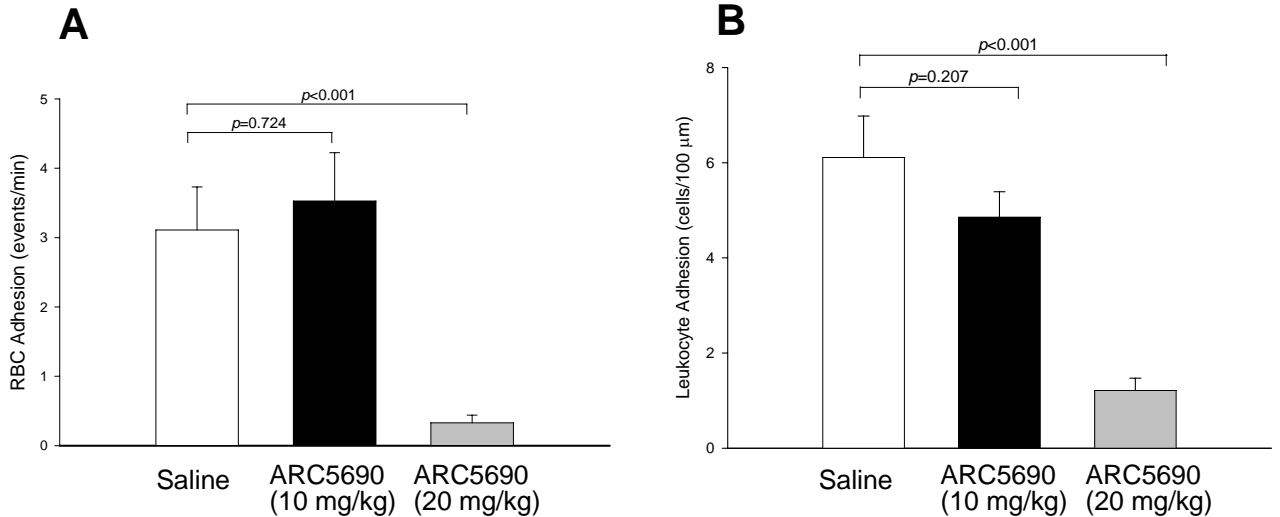 A
p<0.001
p=0.724
RBC Adhesion (events/min)
5
4
3
2
1
0
Saline
ARC5690
(10 mg/kg)
ARC5690
(20 mg/kg)
B
p<0.001
p=0.207
Leukocyte Adhesion (cells/100 μm)
8
6
4
2
0
Saline
ARC5690
(10 mg/kg)
ARC5690
(20 mg/kg)